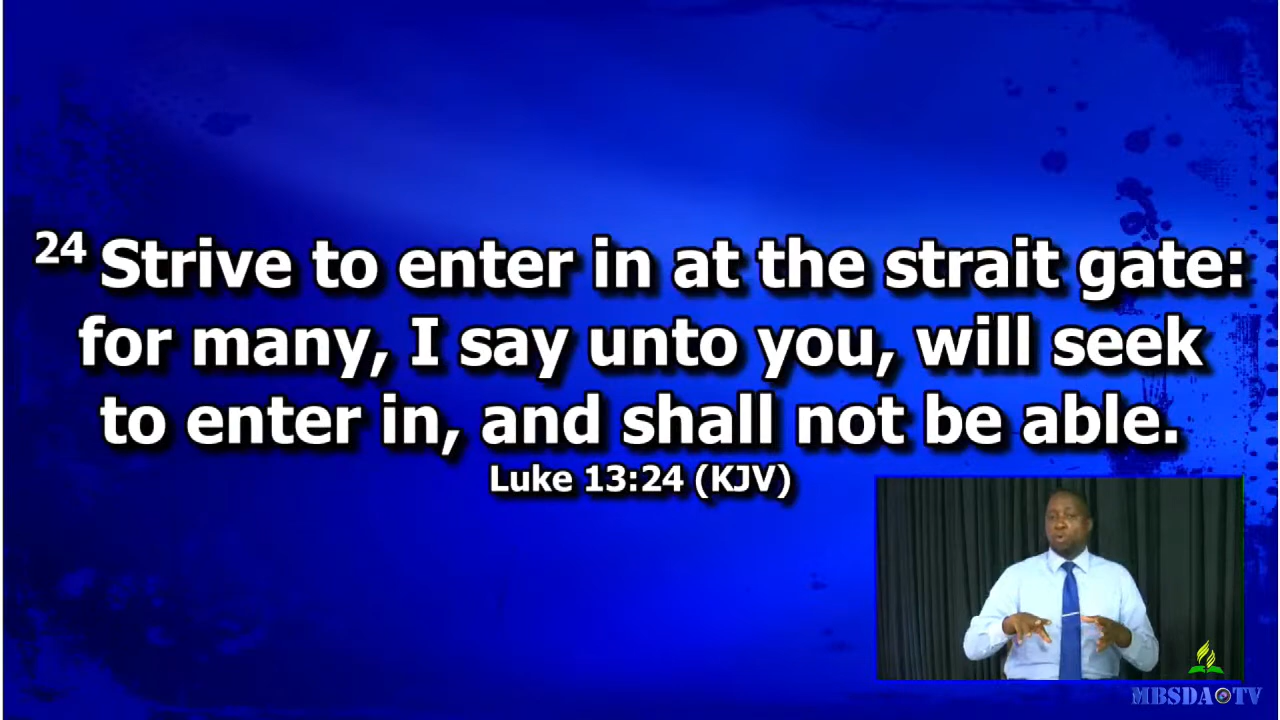 24 Strive to enter in at the strait gate:
for many, I say unto you, will seek
to enter in, and shall not be able.
Luke 13:24 (KJV)
MBSDA TV